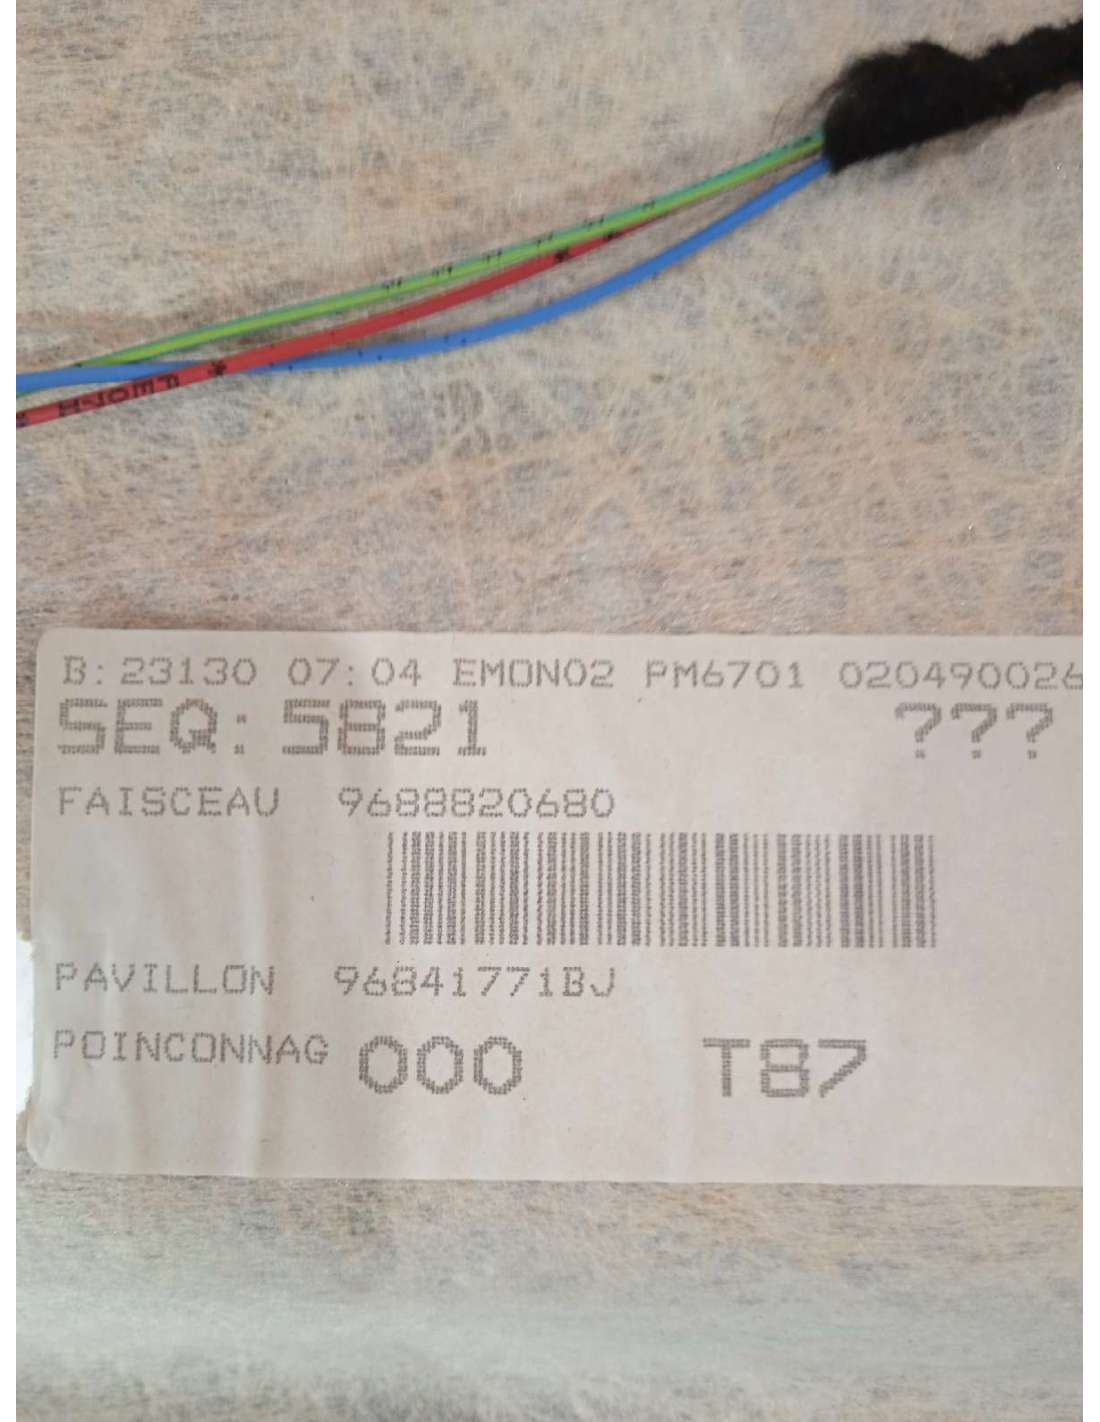 B:23130 07:04 EMON02 PM6701 020490026
SEQ:5821 ???
FAISCEAU 9688820680
PAVILLON 96841771BJ
POINCONNAG 000 T87